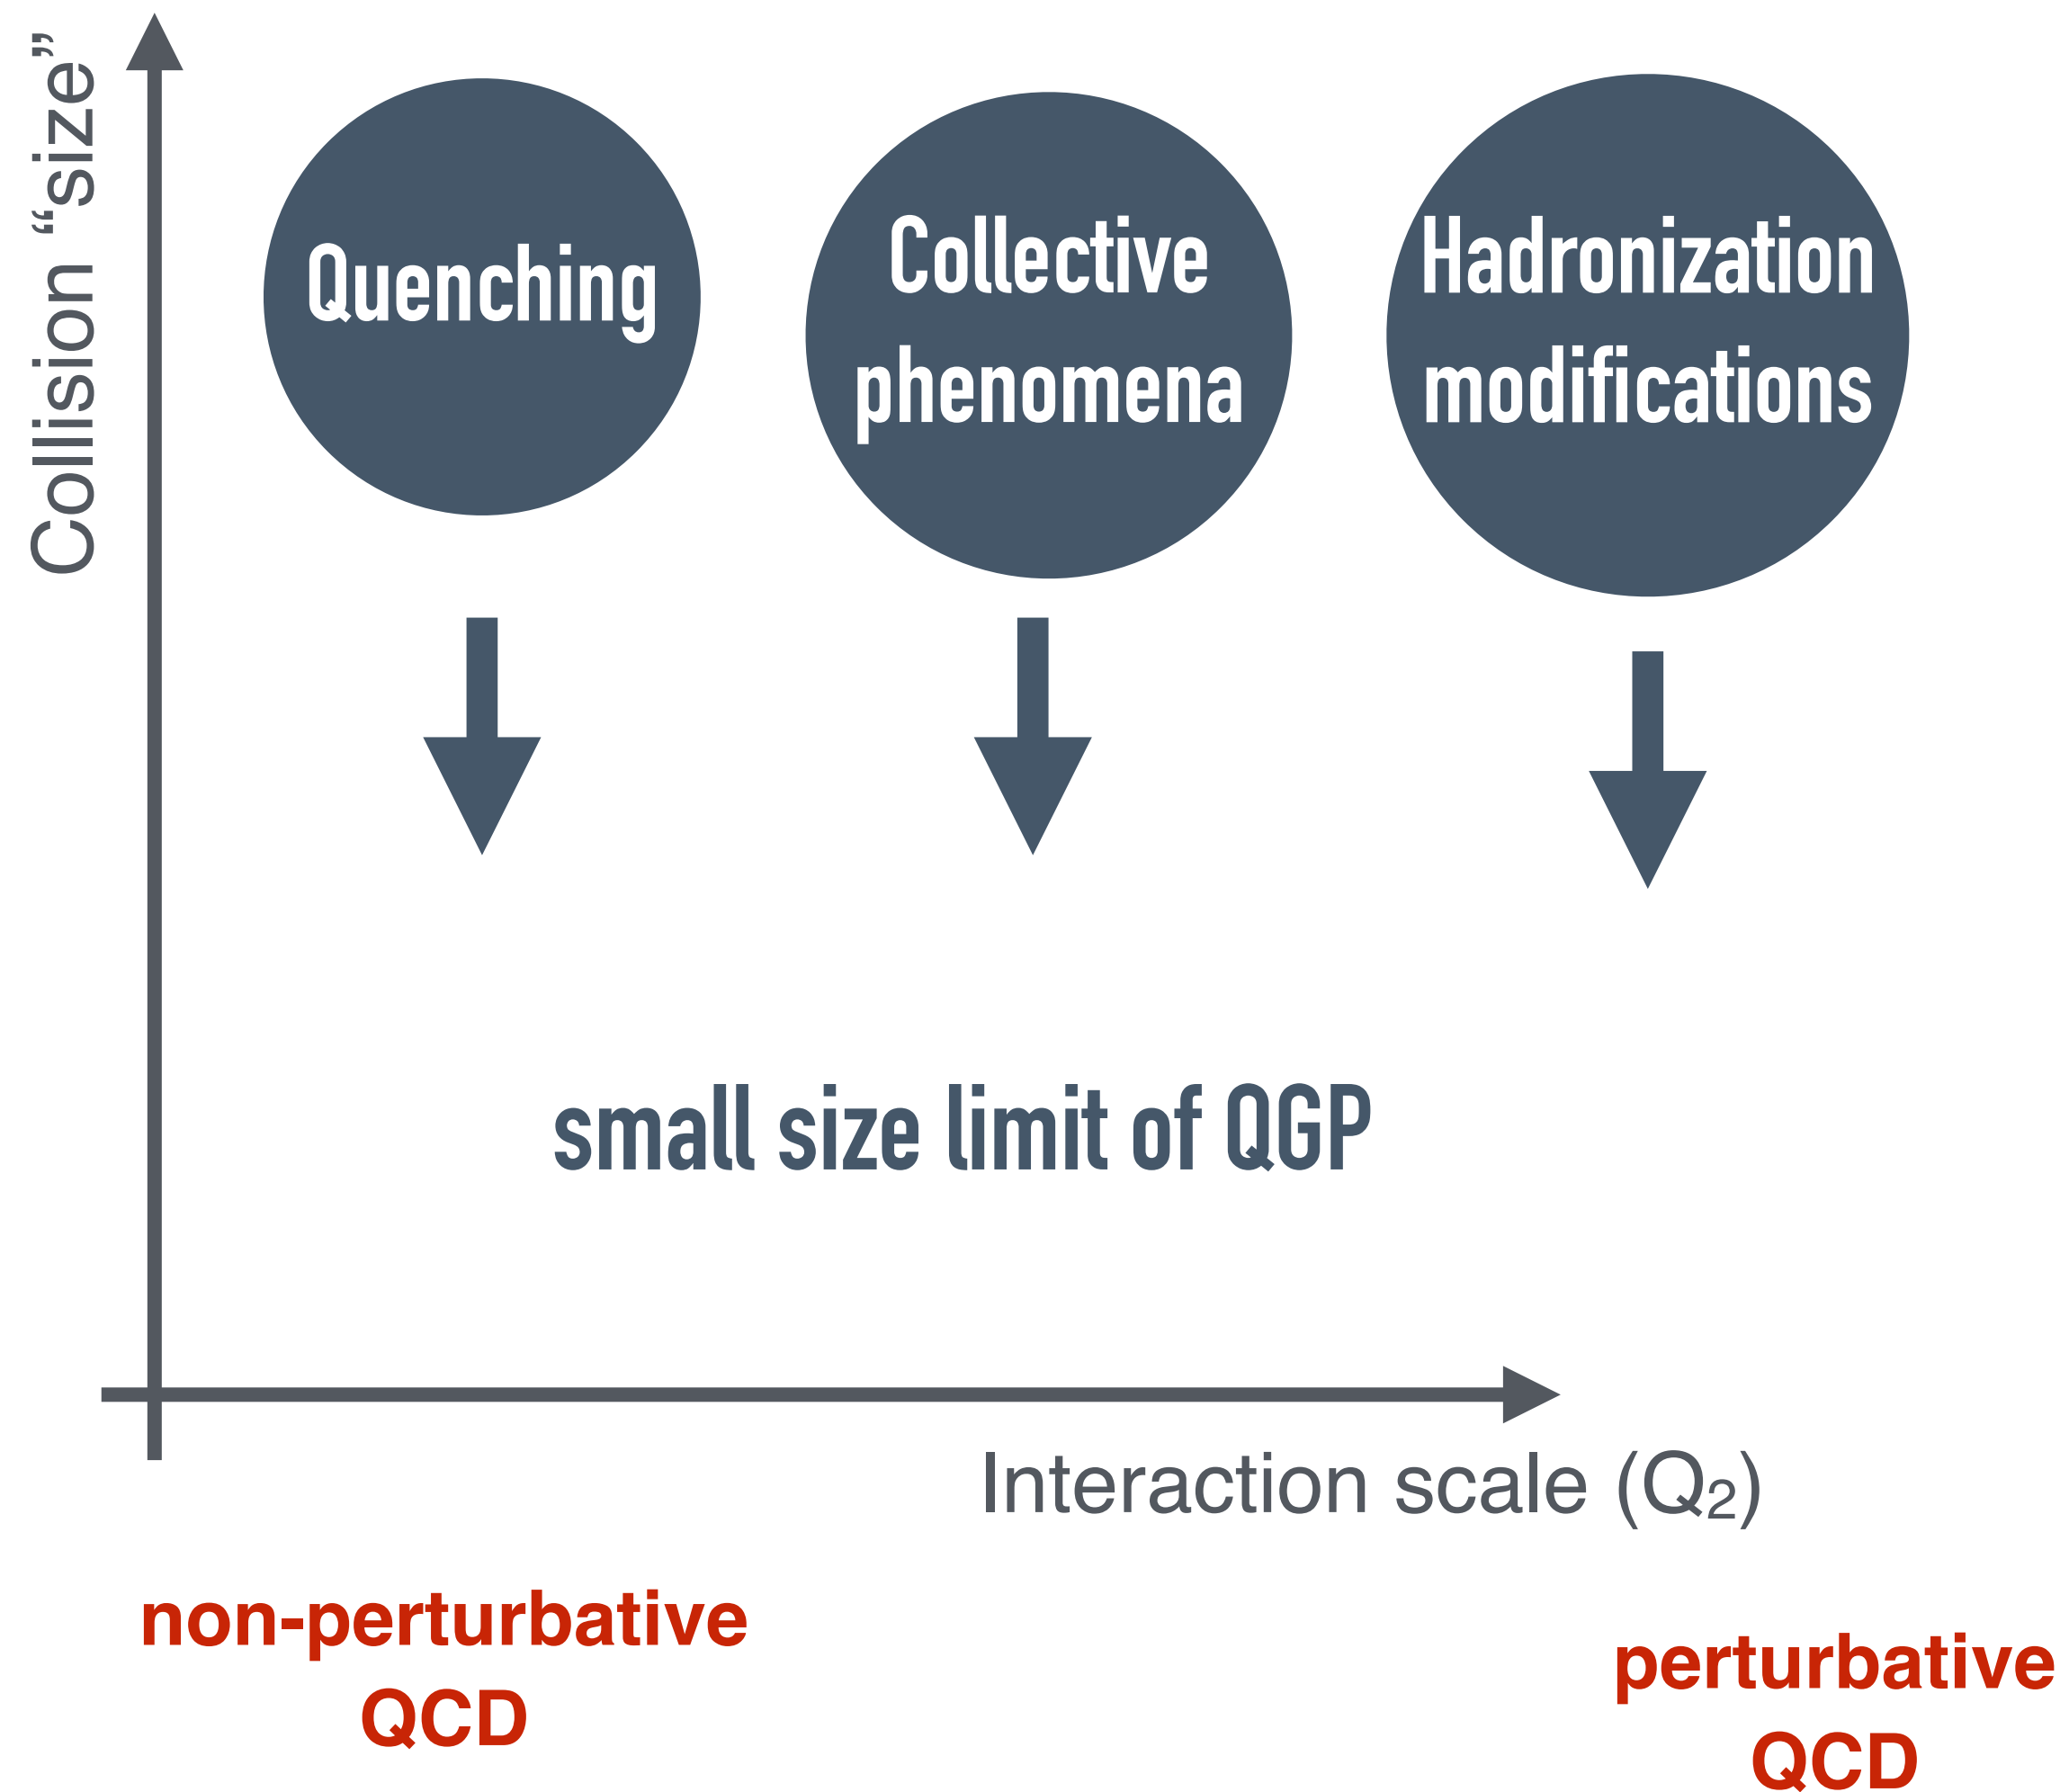 Collision “size”
Quenching
Collective
phenomena
Hadronization
modifications
small size limit of QGP
Interaction scale (Q₂)
non-perturbative
QCD
perturbative
QCD